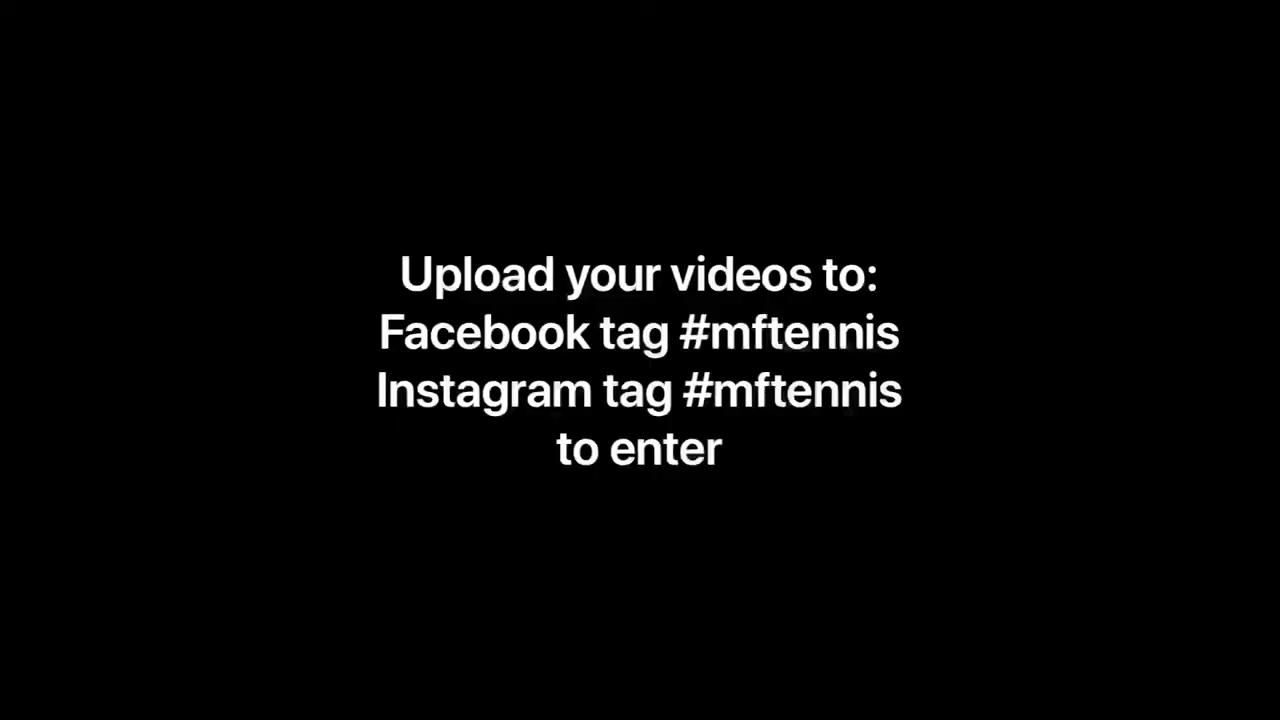 Upload your videos to:
Facebook tag #mftennis
Instagram tag #mftennis
to enter